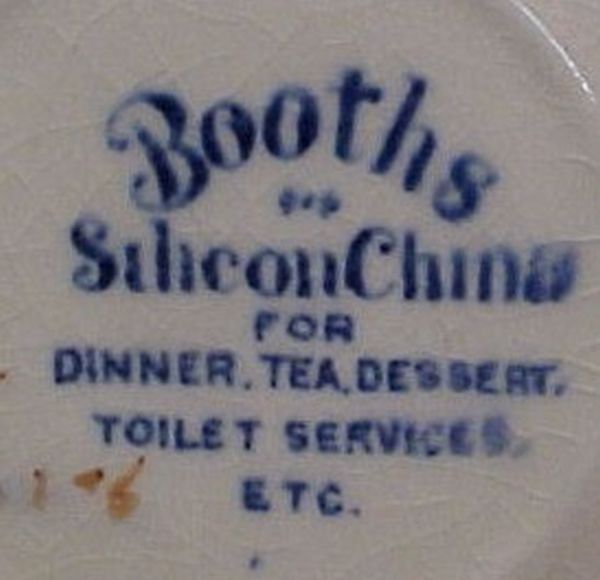 Booths
Silicon China
FOR
DINNER, TEA, DESSERT,
TOILET SERVICES,
ETC.